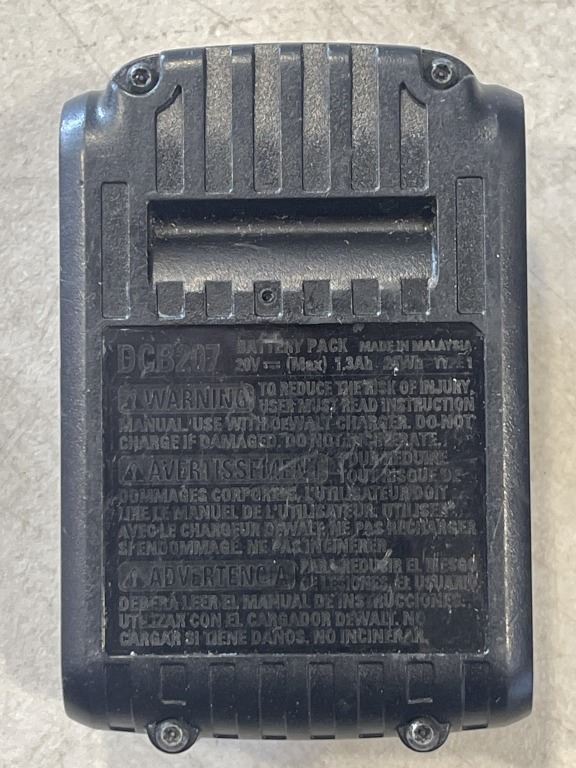 DCB207 BATTERY PACK MADE IN MALAYSIA
20V (Max) 1.3Ah 26Wh TYPE 1
WARNING TO REDUCE THE RISK OF INJURY,
USER MUST READ INSTRUCTION
MANUAL. USE WITH DEWALT CHARGER. DO NOT
CHARGE IF DAMAGED. DO NOT INCINERATE.
AVERTISSEMENT POUR RÉDUIRE
TOUT RISQUE DE
DOMMAGES CORPORELS, L'UTILISATEUR DOIT
LIRE LE MANUEL DE L'UTILISATEUR. UTILISER
AVEC LE CHARGEUR DEWALT, NE PAS RECHARGER
SI ENDOMMAGÉ. NE PAS INCINÉRER.
ADVERTENCIA PARA REDUCIR EL RIESGO
DE LESIONES, EL USUARIO
DEBERÁ LEER EL MANUAL DE INSTRUCCIONES.
UTILIZAR CON EL CARGADOR DEWALT. NO
CARGAR SI TIENE DAÑOS. NO INCINERAR.